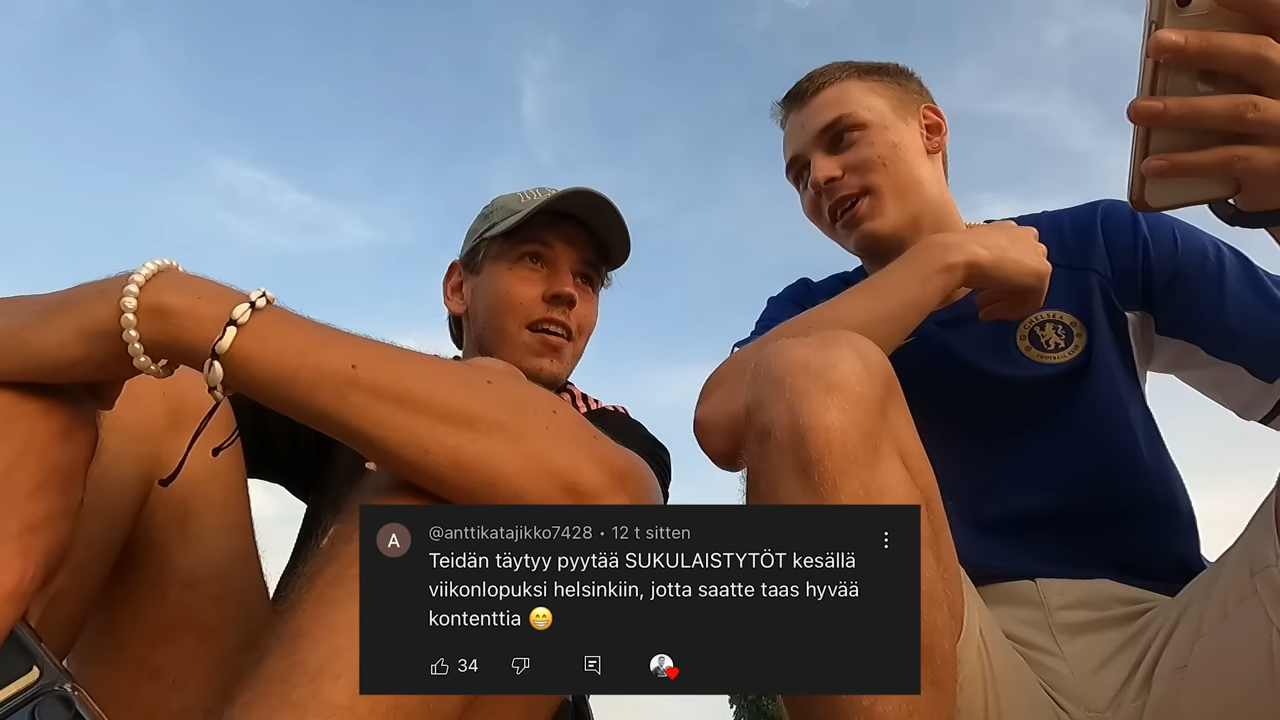 CHELSEA
FOOTBALL CLUB
@anttikatajikko7428 • 12 t sitten
Teidän täytyy pyytää SUKULAISTYTÖT kesällä
viikonlopuksi helsinkiin, jotta saatte taas hyvää
kontenttia 😁
34